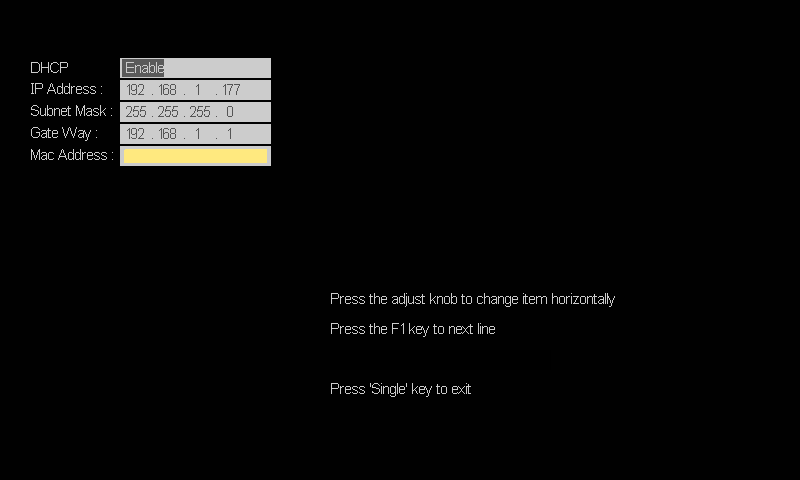 DHCP Enable
IP Address : 192 . 168 . 1 . 177
Subnet Mask : 255 . 255 . 255 . 0
Gate Way : 192 . 168 . 1 . 1
Mac Address :
Press the adjust knob to change item horizontally
Press the F1 key to next line
Press 'Single' key to exit